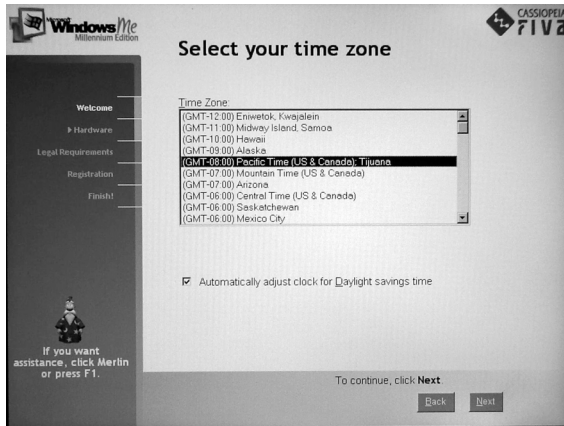 Microsoft
Windows Me
Millennium Edition
CASSIOPEIA
FIVA
Select your time zone
Welcome
Hardware
Legal Requirements
Registration
Finish!
Time Zone:
(GMT-12:00) Eniwetok, Kwajalein
(GMT-11:00) Midway Island, Samoa
(GMT-10:00) Hawaii
(GMT-09:00) Alaska
(GMT-08:00) Pacific Time (US & Canada); Tijuana
(GMT-07:00) Mountain Time (US & Canada)
(GMT-07:00) Arizona
(GMT-06:00) Central Time (US & Canada)
(GMT-06:00) Saskatchewan
(GMT-06:00) Mexico City
Automatically adjust clock for Daylight savings time
If you want
assistance, click Merlin
or press F1.
To continue, click Next.
Back
Next